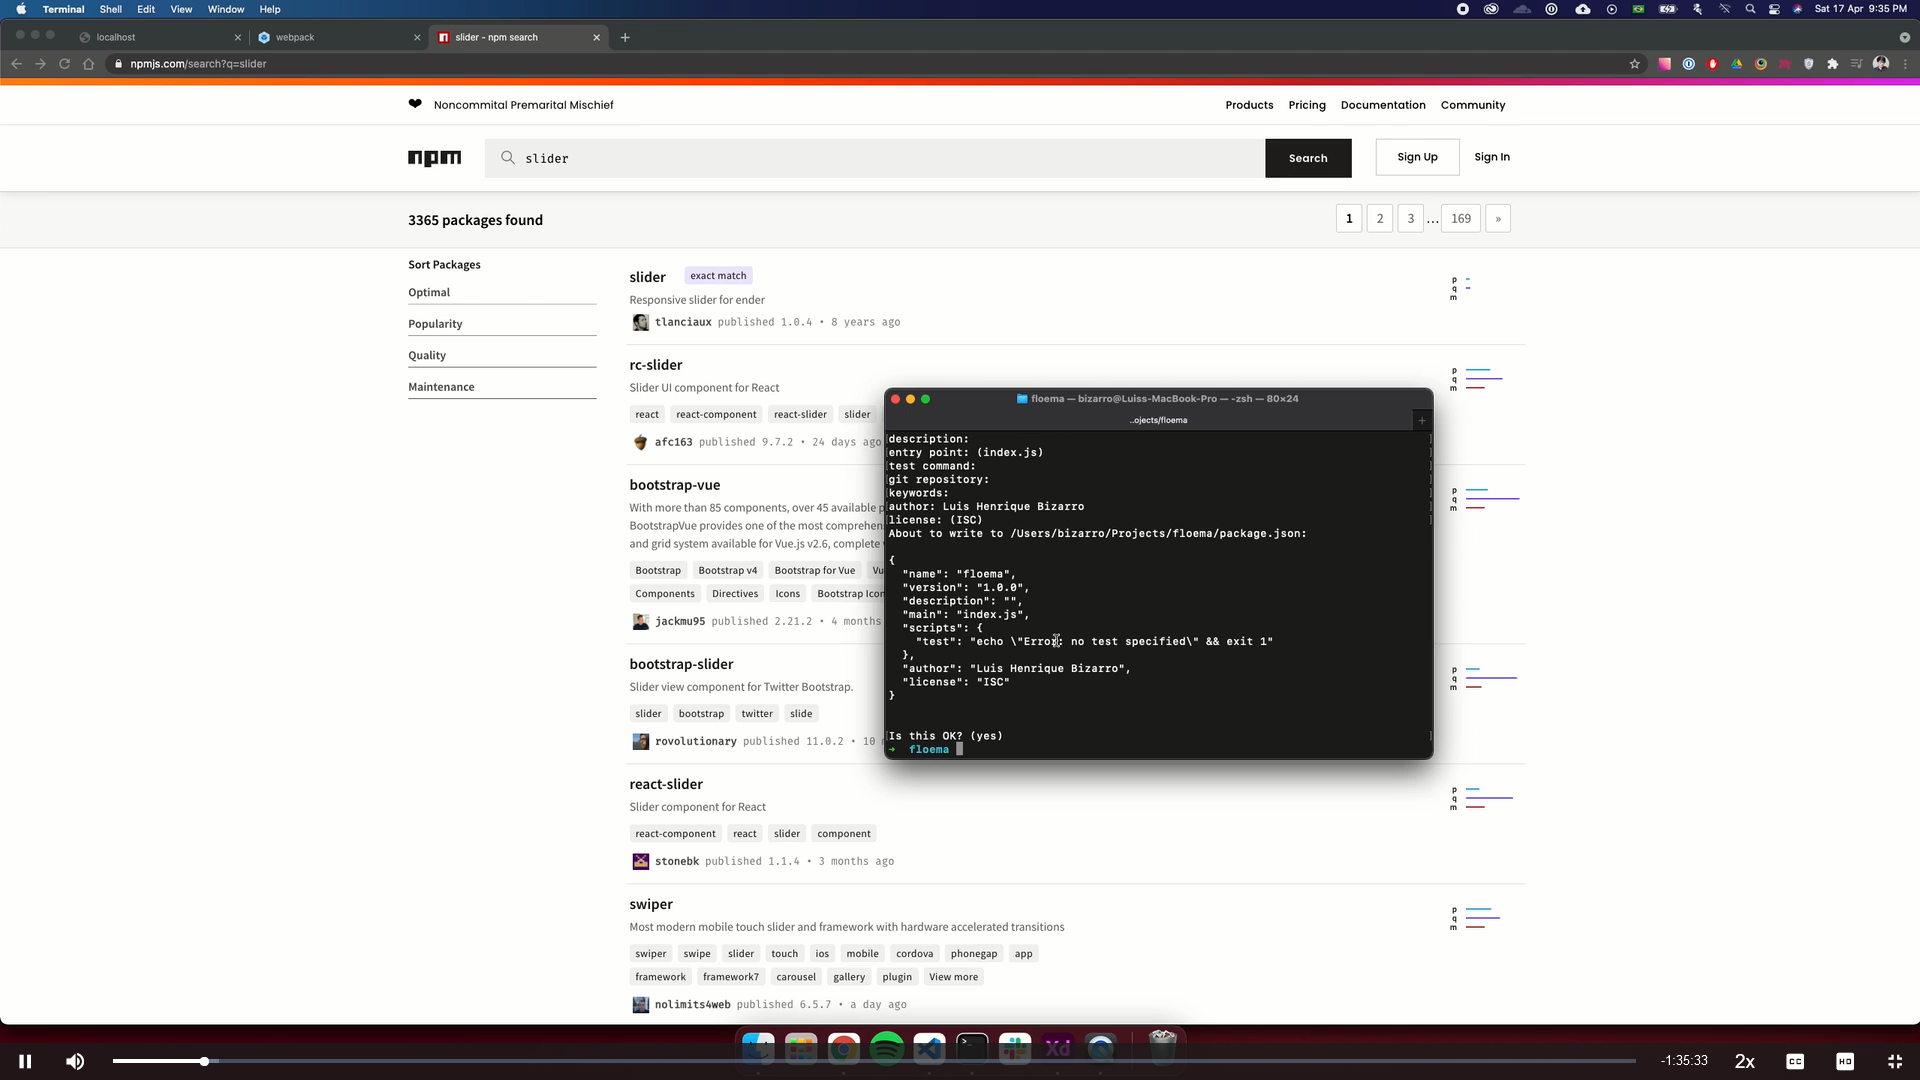 Terminal Shell Edit View Window Help
Sat 17 Apr 9:35 PM
localhost
webpack
slider - npm search
npmjs.com/search?q=slider
Noncommital Premarital Mischief
Products Pricing Documentation Community
npm
slider
Search
Sign Up
Sign In
3365 packages found
1 2 3 ... 169 »
Sort Packages
Optimal
Popularity
Quality
Maintenance
slider exact match
Responsive slider for ender
tlanciaux published 1.0.4 • 8 years ago
p
q
m
rc-slider
Slider UI component for React
react react-component react-slider slider
afc163 published 9.7.2 • 24 days ago
p
q
m
bootstrap-vue
With more than 85 components, over 45 available p
BootstrapVue provides one of the most comprehen
and grid system available for Vue.js v2.6, complete
Bootstrap Bootstrap v4 Bootstrap for Vue Vu
Components Directives Icons Bootstrap Icon
jackmu95 published 2.21.2 • 4 months
p
q
m
bootstrap-slider
Slider view component for Twitter Bootstrap.
slider bootstrap twitter slide
rovolutionary published 11.0.2 • 10
p
q
m
react-slider
Slider component for React
react-component react slider component
stonebk published 1.1.4 • 3 months ago
p
q
m
swiper
Most modern mobile touch slider and framework with hardware accelerated transitions
swiper swipe slider touch ios mobile cordova phonegap app
framework framework7 carousel gallery plugin View more
nolimits4web published 6.5.7 • a day ago
p
q
m
floema — bizarro@Luiss-MacBook-Pro — -zsh — 80×24
..ojects/floema
description:
entry point: (index.js)
test command:
git repository:
keywords:
author: Luis Henrique Bizarro
license: (ISC)
About to write to /Users/bizarro/Projects/floema/package.json:
{
"name": "floema",
"version": "1.0.0",
"description": "",
"main": "index.js",
"scripts": {
"test": "echo \"Error: no test specified\" && exit 1"
},
"author": "Luis Henrique Bizarro",
"license": "ISC"
}
Is this OK? (yes)
➜ floema
Xd
-1:35:33
2x
CC
HD